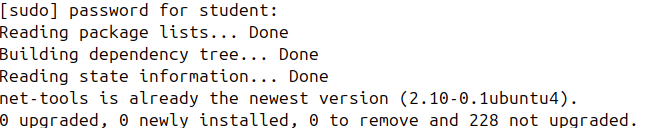 [sudo] password for student:
Reading package lists... Done
Building dependency tree... Done
Reading state information... Done
net-tools is already the newest version (2.10-0.1ubuntu4).
0 upgraded, 0 newly installed, 0 to remove and 228 not upgraded.